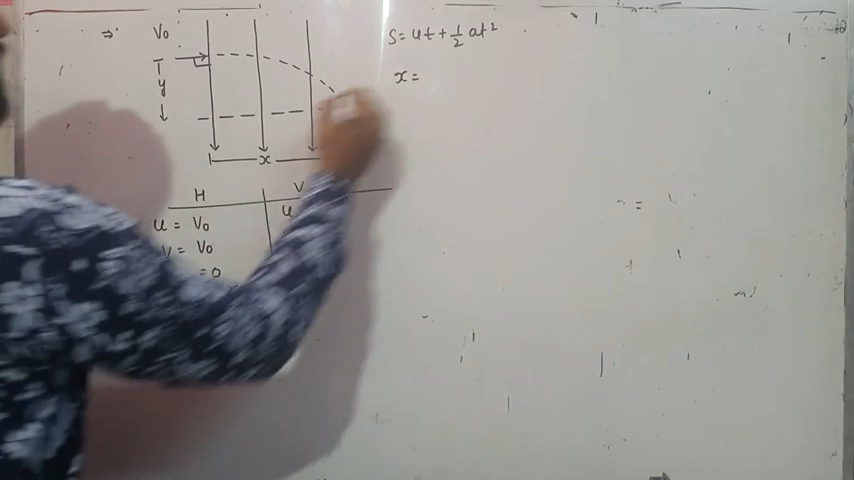 ⇒ V₀
y
x
H V
u = V₀ u
v = V₀
= 0
S = ut + ½ at²
x =